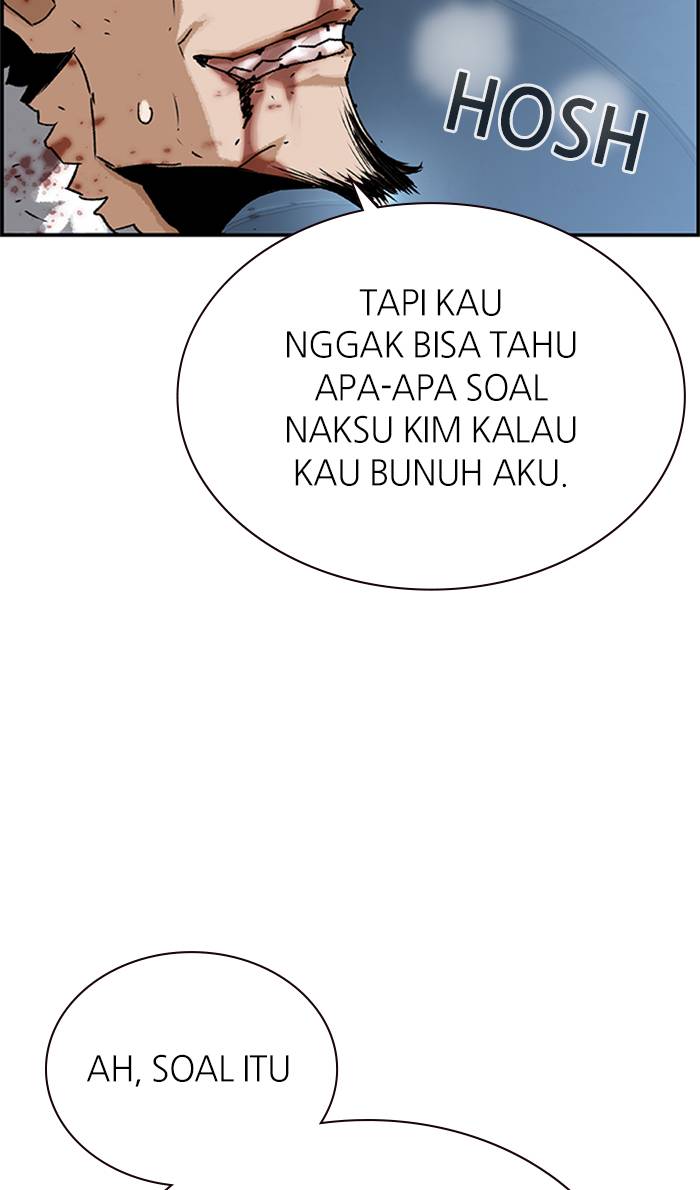 HOSH
TAPI KAU
NGGAK BISA TAHU
APA-APA SOAL
NAKSU KIM KALAU
KAU BUNUH AKU.
AH, SOAL ITU